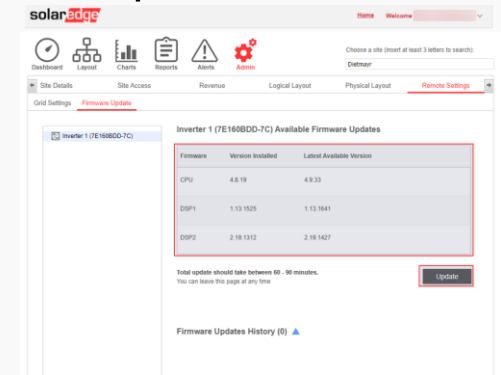 solaredge
Home Welcome
Choose a site (insert at least 3 letters to search):
Dietmayr
Dashboard Layout Charts Reports Alerts Admin
Site Details Site Access Revenue Logical Layout Physical Layout Remote Settings
Grid Settings Firmware Update
Inverter 1 (7E160BDD-7C)
Inverter 1 (7E160BDD-7C) Available Firmware Updates
Firmware Version Installed Latest Available Version
CPU 4.8.19 4.9.33
DSP1 1.13.1525 1.13.1641
DSP2 2.19.1312 2.19.1427
Total update should take between 60 - 90 minutes.
You can leave this page at any time
Update
Firmware Updates History (0)